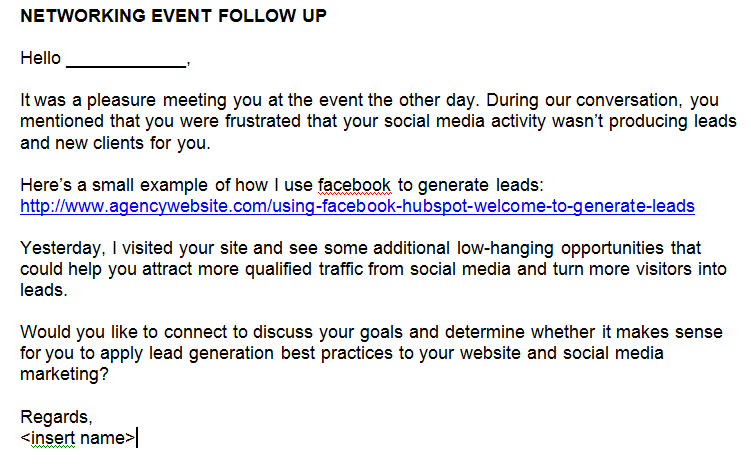 NETWORKING EVENT FOLLOW UP
Hello _____________,
It was a pleasure meeting you at the event the other day. During our conversation, you
mentioned that you were frustrated that your social media activity wasn’t producing leads
and new clients for you.
Here’s a small example of how I use facebook to generate leads:
http://www.agencywebsite.com/using-facebook-hubspot-welcome-to-generate-leads
Yesterday, I visited your site and see some additional low-hanging opportunities that
could help you attract more qualified traffic from social media and turn more visitors into
leads.
Would you like to connect to discuss your goals and determine whether it makes sense
for you to apply lead generation best practices to your website and social media
marketing?
Regards,
<insert name>